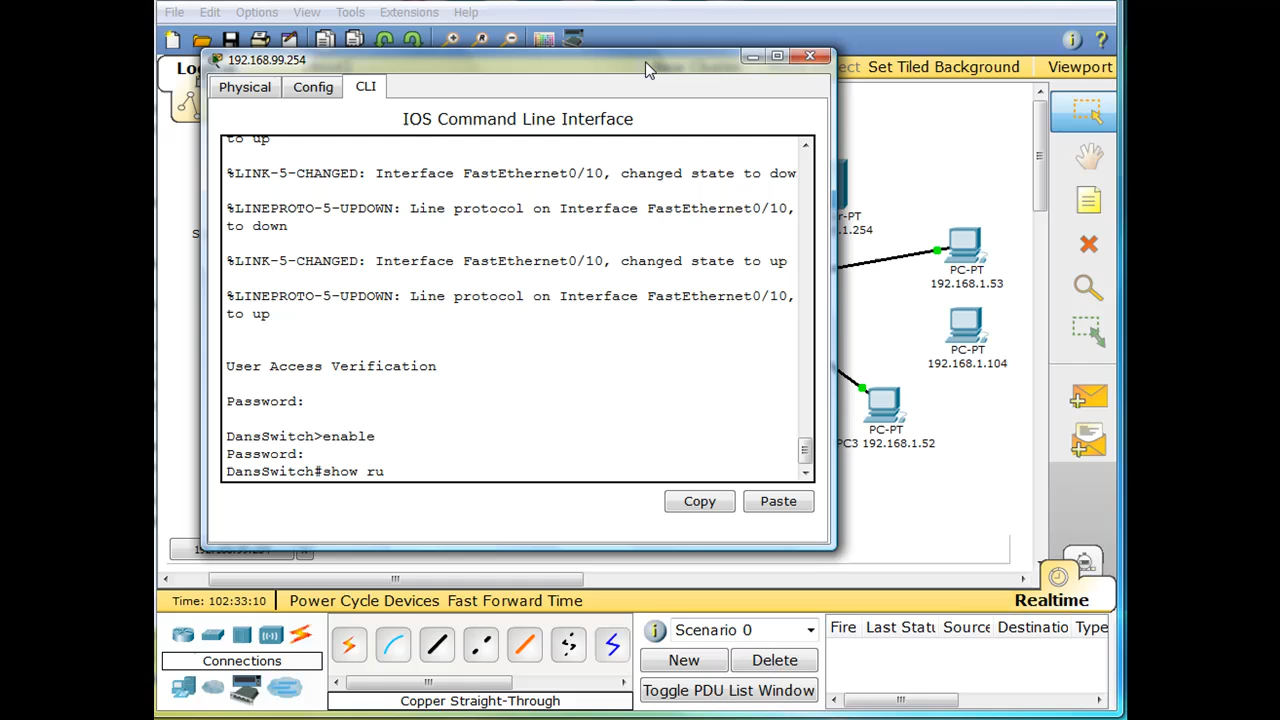 File Edit Options View Tools Extensions Help
192.168.99.254
Set Tiled Background Viewport
Physical Config CLI
IOS Command Line Interface
to up
%LINK-5-CHANGED: Interface FastEthernet0/10, changed state to dow
%LINEPROTO-5-UPDOWN: Line protocol on Interface FastEthernet0/10,
to down
%LINK-5-CHANGED: Interface FastEthernet0/10, changed state to up
%LINEPROTO-5-UPDOWN: Line protocol on Interface FastEthernet0/10,
to up
User Access Verification
Password:
DansSwitch>enable
Password:
DansSwitch#show ru
Copy Paste
r-PT
.1.254
PC-PT
192.168.1.53
PC-PT
192.168.1.104
PC-PT
PC3 192.168.1.52
Time: 102:33:10 Power Cycle Devices Fast Forward Time
Realtime
Connections
Copper Straight-Through
Scenario 0
New Delete
Toggle PDU List Window
Fire Last Statu Source Destinatio Type